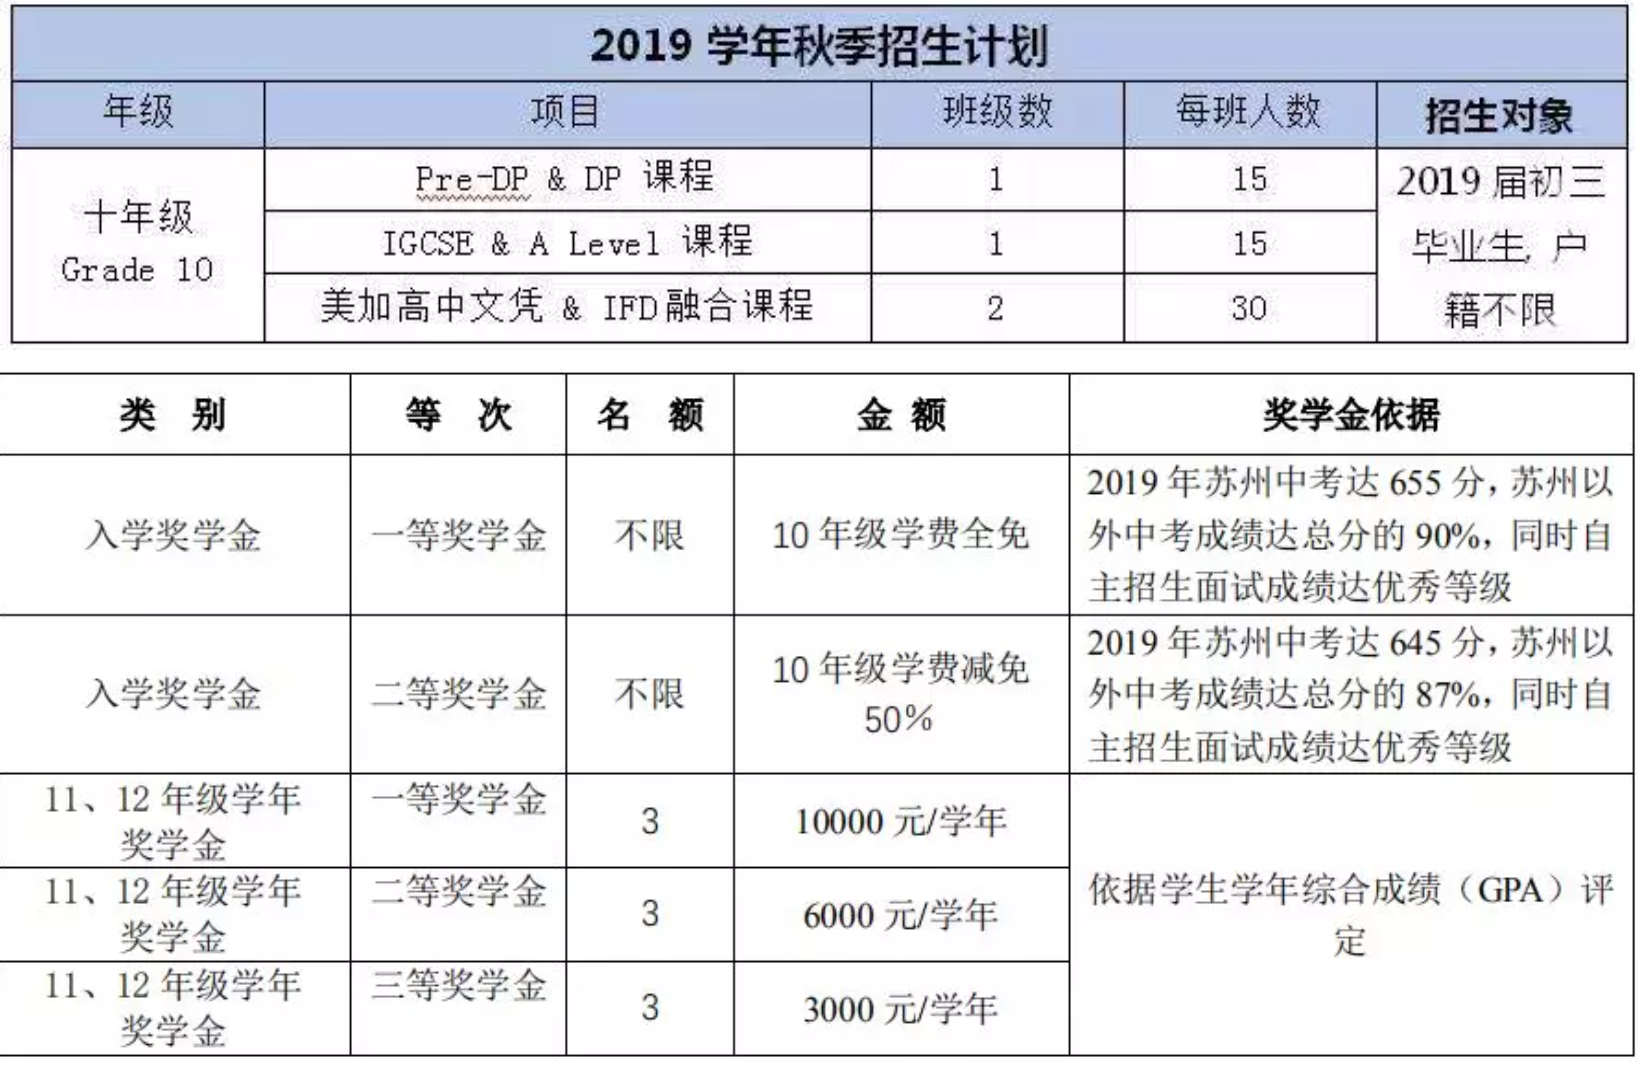 2019 学年秋季招生计划
年级 项目 班级数 每班人数 招生对象
十年级
Grade 10
Pre-DP & DP 课程 1 15
IGCSE & A Level 课程 1 15
美加高中文凭 & IFD融合课程 2 30
2019 届初三
毕业生, 户
籍不限
类 别 等 次 名 额 金 额 奖学金依据
入学奖学金 一等奖学金 不限 10 年级学费全免
2019 年苏州中考达 655 分，苏州以
外中考成绩达总分的 90%，同时自
主招生面试成绩达优秀等级
入学奖学金 二等奖学金 不限
10 年级学费减免
50%
2019 年苏州中考达 645 分，苏州以
外中考成绩达总分的 87%，同时自
主招生面试成绩达优秀等级
11、12 年级学年
奖学金
一等奖学金 3 10000 元/学年
11、12 年级学年
奖学金
二等奖学金 3 6000 元/学年
11、12 年级学年
奖学金
三等奖学金 3 3000 元/学年
依据学生学年综合成绩（GPA）评
定